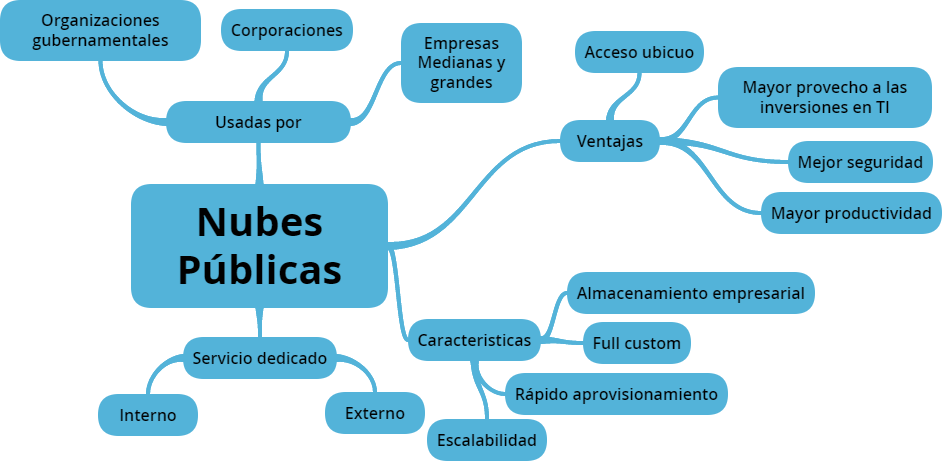 Organizaciones
gubernamentales
Corporaciones
Empresas
Medianas y
grandes
Usadas por
Nubes
Públicas
Servicio dedicado
Interno
Externo
Acceso ubicuo
Ventajas
Mayor provecho a las
inversiones en TI
Mejor seguridad
Mayor productividad
Caracteristicas
Almacenamiento empresarial
Full custom
Rápido aprovisionamiento
Escalabilidad